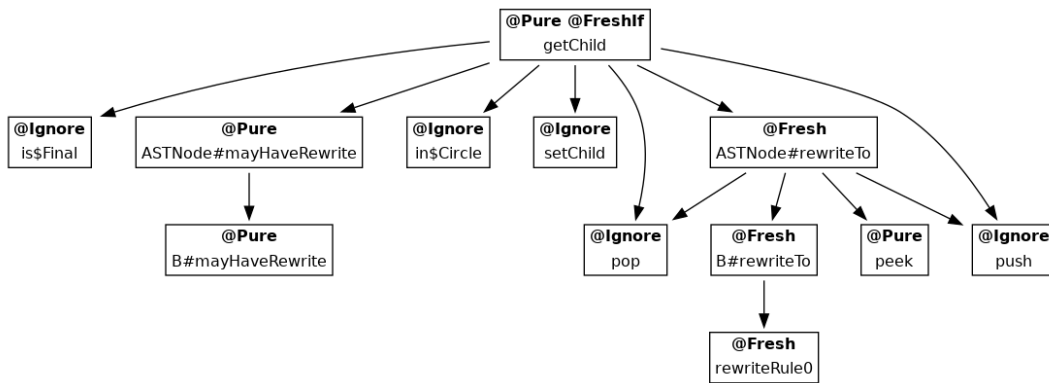 @Pure @FreshIf
getChild
@Ignore
is$Final
@Pure
ASTNode#mayHaveRewrite
@Ignore
in$Circle
@Ignore
setChild
@Fresh
ASTNode#rewriteTo
@Pure
B#mayHaveRewrite
@Ignore
pop
@Fresh
B#rewriteTo
@Pure
peek
@Ignore
push
@Fresh
rewriteRule0